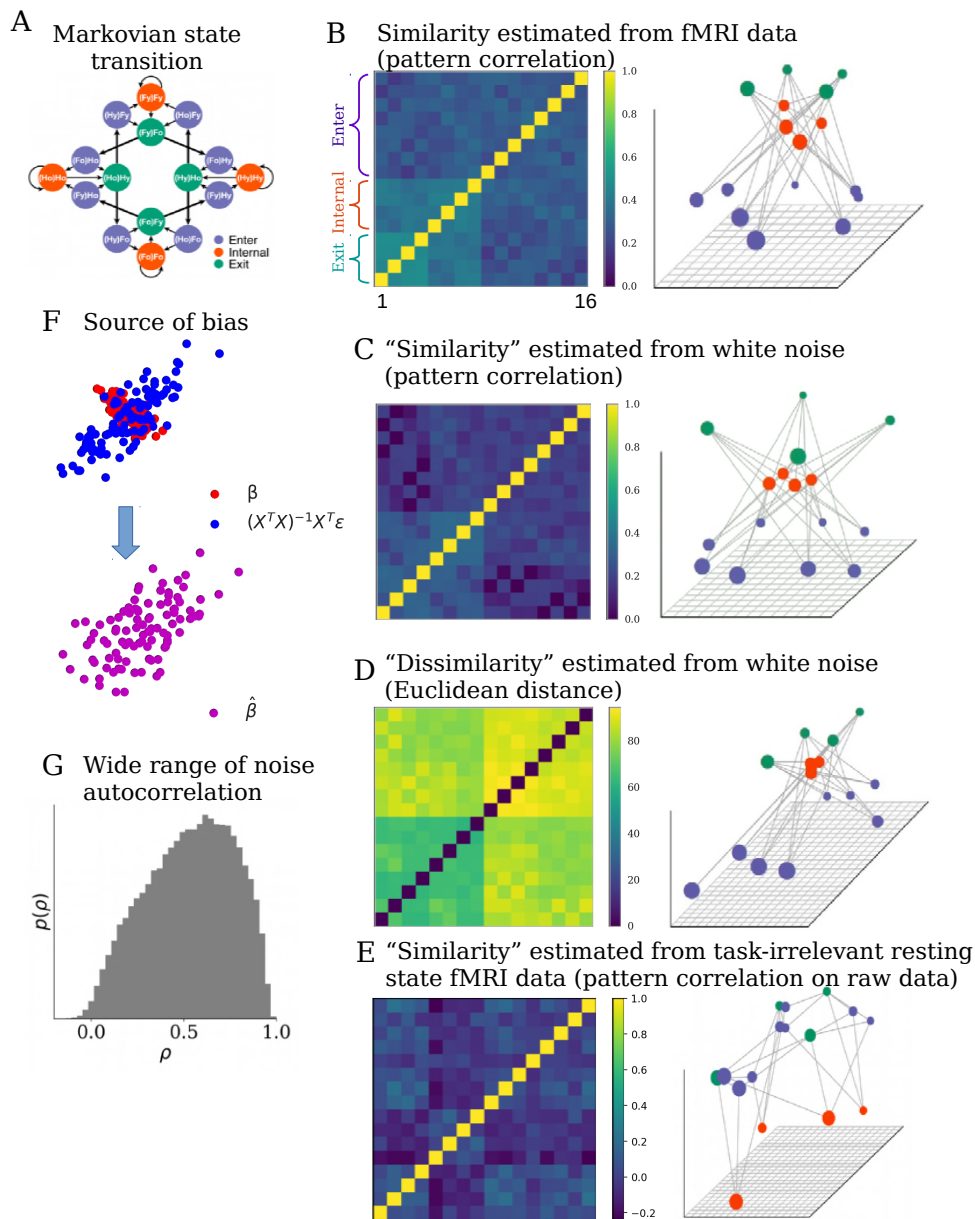 A
Markovian state
transition
(Fy)Fy
(Hy)Fy
(Ho)Fy
(Fy)Fo
(Fo)Ho
(Fo)Hy
(Ho)Ho
(Ho)Hy
(Hy)Ho
(Hy)Hy
(Fy)Ho
(Fy)Hy
(Fo)Fy
(Hy)Fo
(Ho)Fo
(Fo)Fo
Enter
Internal
Exit
B
Similarity estimated from fMRI data
(pattern correlation)
Enter
Internal
Exit
1
16
1.0
0.8
0.6
0.4
0.2
0.0
C
“Similarity” estimated from white noise
(pattern correlation)
1.0
0.8
0.6
0.4
0.2
0.0
D
“Dissimilarity” estimated from white noise
(Euclidean distance)
80
60
40
20
0
E
“Similarity” estimated from task-irrelevant resting
state fMRI data (pattern correlation on raw data)
1.0
0.8
0.6
0.4
0.2
0.0
−0.2
F
Source of bias
β
(XᵀX)⁻¹Xᵀε
β̂
G
Wide range of noise
autocorrelation
p(ρ)
0.0
0.5
1.0
ρ